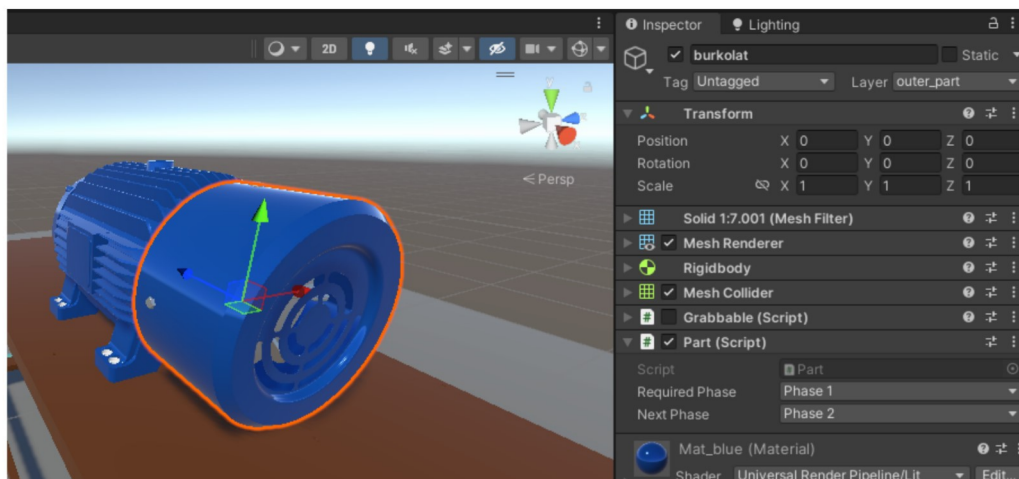 Inspector Lighting
2D
burkolat Static
Tag Untagged Layer outer_part
Transform
Position X 0 Y 0 Z 0
Rotation X 0 Y 0 Z 0
Scale X 1 Y 1 Z 1
Persp
Solid 1:7.001 (Mesh Filter)
Mesh Renderer
Rigidbody
Mesh Collider
# Grabbable (Script)
# Part (Script)
Script Part
Required Phase Phase 1
Next Phase Phase 2
Mat_blue (Material)
Shader Universal Render Pipeline/Lit Edit